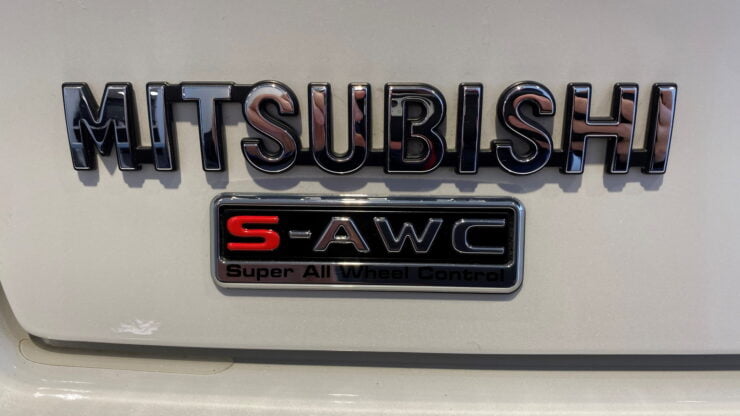 MITSUBISHI
S-AWC
Super All Wheel Control